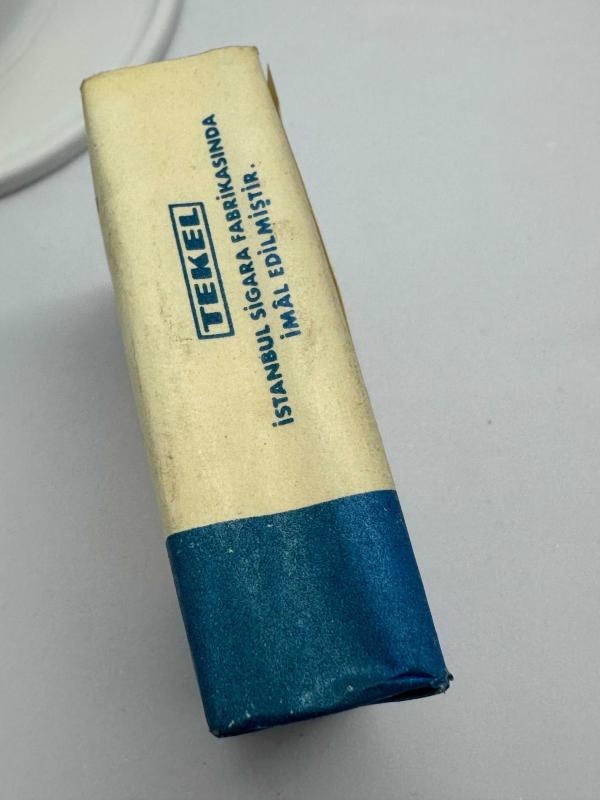 TEKEL
İSTANBUL SİGARA FABRİKASINDA
İMÂL EDİLMİŞTİR.